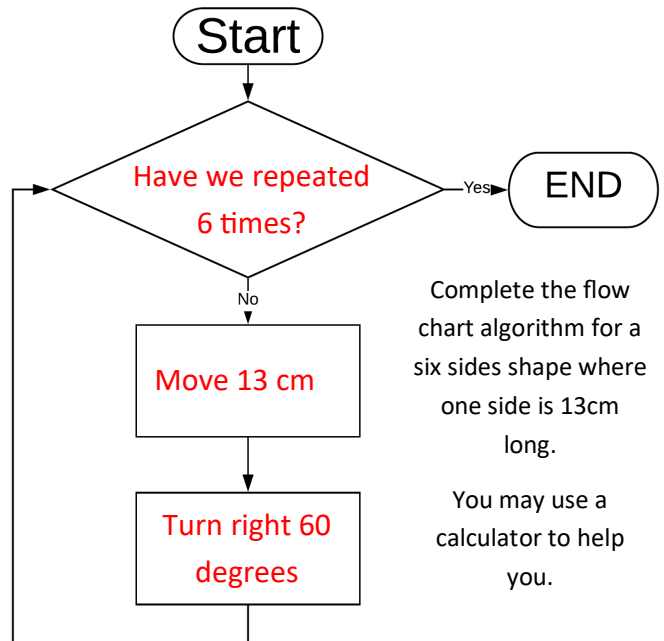 Start
Have we repeated
6 times?
Yes
END
No
Move 13 cm
Turn right 60
degrees
Complete the flow
chart algorithm for a
six sides shape where
one side is 13cm
long.
You may use a
calculator to help
you.